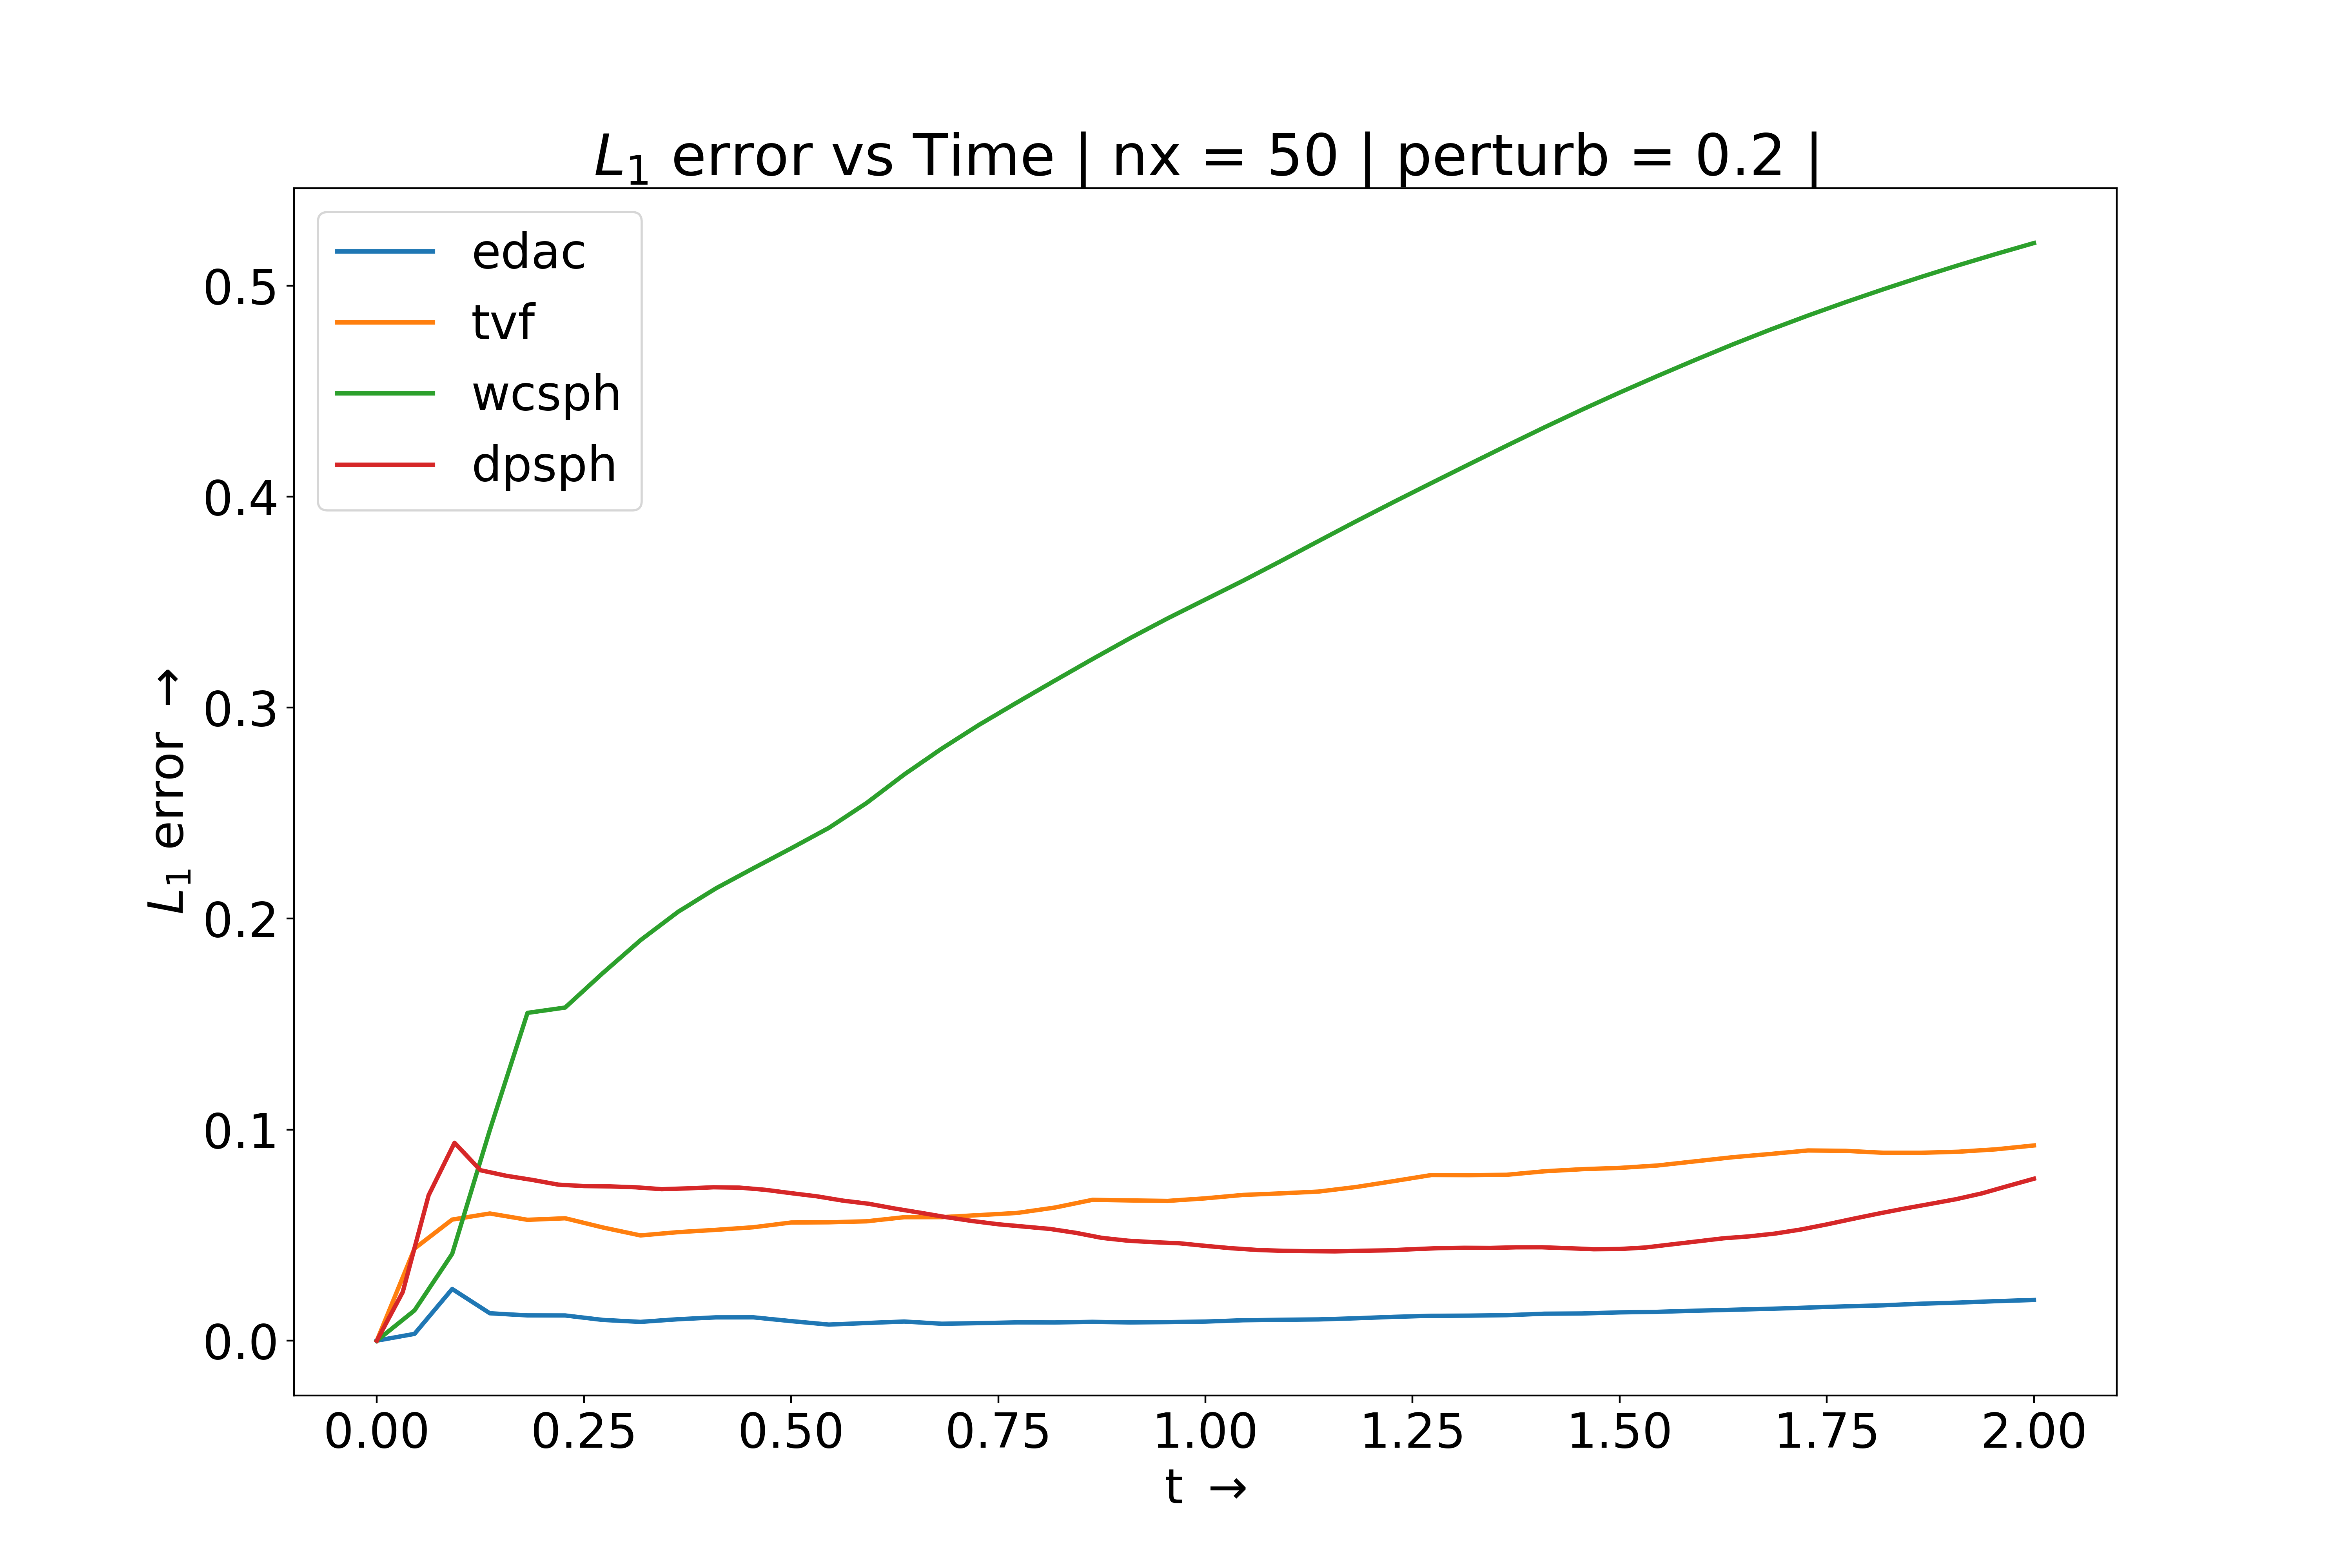 L₁ error vs Time | nx = 50 | perturb = 0.2 |
edac
tvf
wcsph
dpsph
L₁ error →
0.5
0.4
0.3
0.2
0.1
0.0
0.00 0.25 0.50 0.75 1.00 1.25 1.50 1.75 2.00
t →